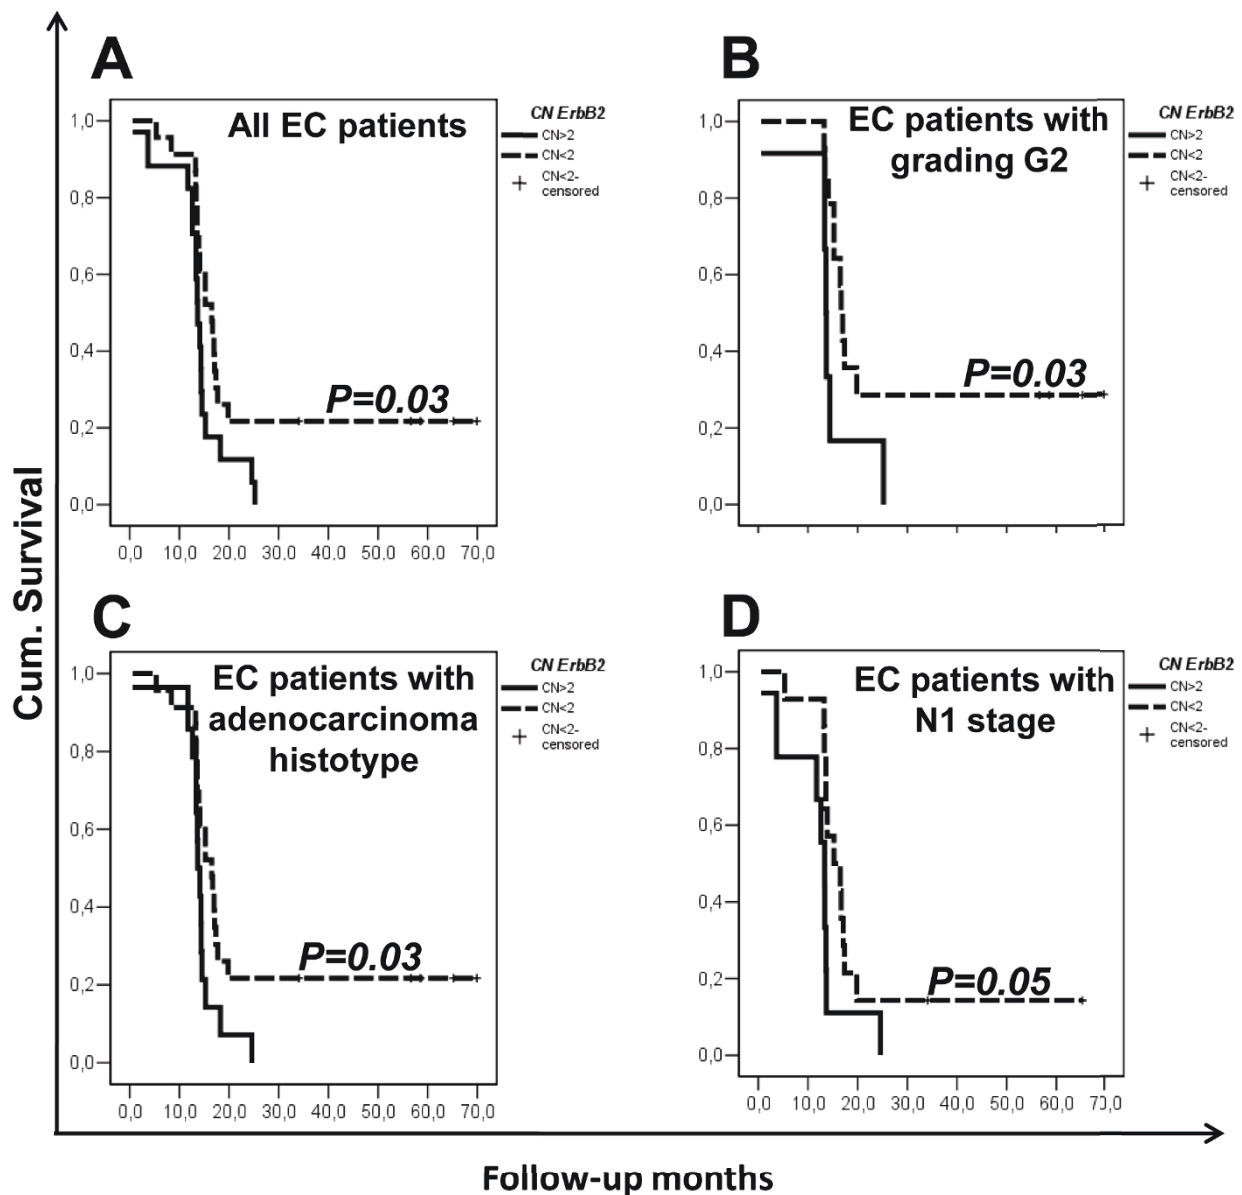 A
All EC patients
CN ErbB2
CN>2
CN<2
CN<2-
censored
1,0
0,8
0,6
0,4
0,2
0,0
P=0.03
0,0 10,0 20,0 30,0 40,0 50,0 60,0 70,0
B
EC patients with
grading G2
CN ErbB2
CN>2
CN<2
CN<2-
censored
1,0
0,8
0,6
0,4
0,2
0,0
P=0.03
C
EC patients with
adenocarcinoma
histotype
CN ErbB2
CN>2
CN<2
CN<2-
censored
1,0
0,8
0,6
0,4
0,2
0,0
P=0.03
0,0 10,0 20,0 30,0 40,0 50,0 60,0 70,0
D
EC patients with
N1 stage
CN ErbB2
CN>2
CN<2
CN<2-
censored
1,0
0,8
0,6
0,4
0,2
0,0
P=0.05
0,0 10,0 20,0 30,0 40,0 50,0 60,0 70,0
Cum. Survival
Follow-up months